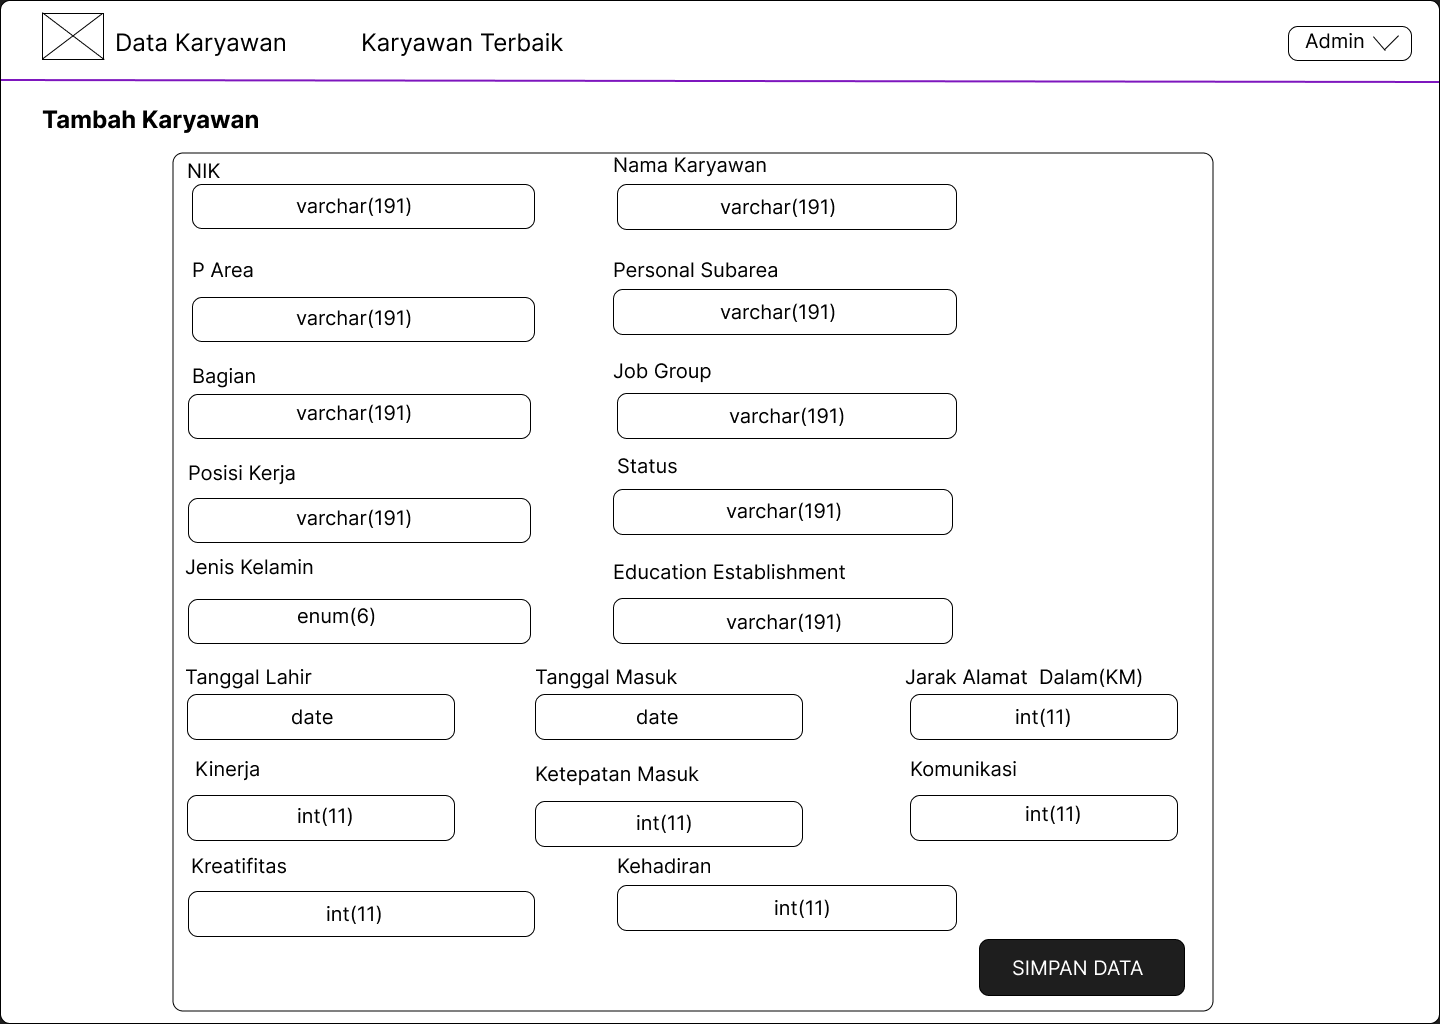 Data Karyawan
Karyawan Terbaik
Admin
Tambah Karyawan
NIK
Nama Karyawan
varchar(191)
varchar(191)
P Area
Personal Subarea
varchar(191)
varchar(191)
Bagian
Job Group
varchar(191)
varchar(191)
Posisi Kerja
Status
varchar(191)
varchar(191)
Jenis Kelamin
Education Establishment
enum(6)
varchar(191)
Tanggal Lahir
Tanggal Masuk
Jarak Alamat  Dalam(KM)
date
date
int(11)
Kinerja
Ketepatan Masuk
Komunikasi
int(11)
int(11)
int(11)
Kreatifitas
Kehadiran
int(11)
int(11)
SIMPAN DATA